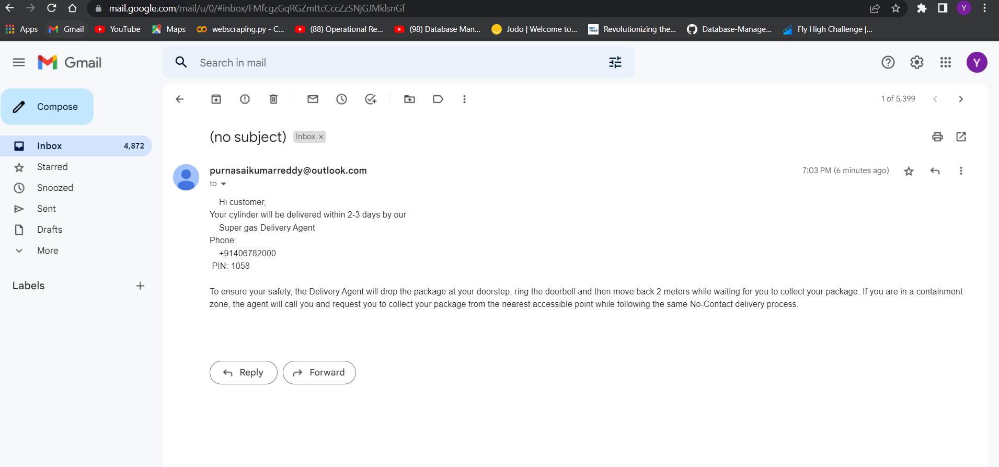 mail.google.com/mail/u/0/#inbox/FMfcgzGqRGZmttcCccZzSNjGJMklsnGf
Y
Apps Gmail YouTube Maps webscraping.py - C... (88) Operational Re... (98) Database Man... Jodo | Welcome to... Revolutionizing the... Database-Manage... Fly High Challenge |...
Gmail
Search in mail
Y
Compose
1 of 5,399
(no subject) Inbox ×
Inbox 4,872
Starred
Snoozed
Sent
Drafts
More
Labels
purnasaikumarreddy@outlook.com
7:03 PM (6 minutes ago)
to
Hi customer,
Your cylinder will be delivered within 2-3 days by our
Super gas Delivery Agent
Phone:
+91406782000
PIN: 1058
To ensure your safety, the Delivery Agent will drop the package at your doorstep, ring the doorbell and then move back 2 meters while waiting for you to collect your package. If you are in a containment
zone, the agent will call you and request you to collect your package from the nearest accessible point while following the same No-Contact delivery process.
Reply Forward